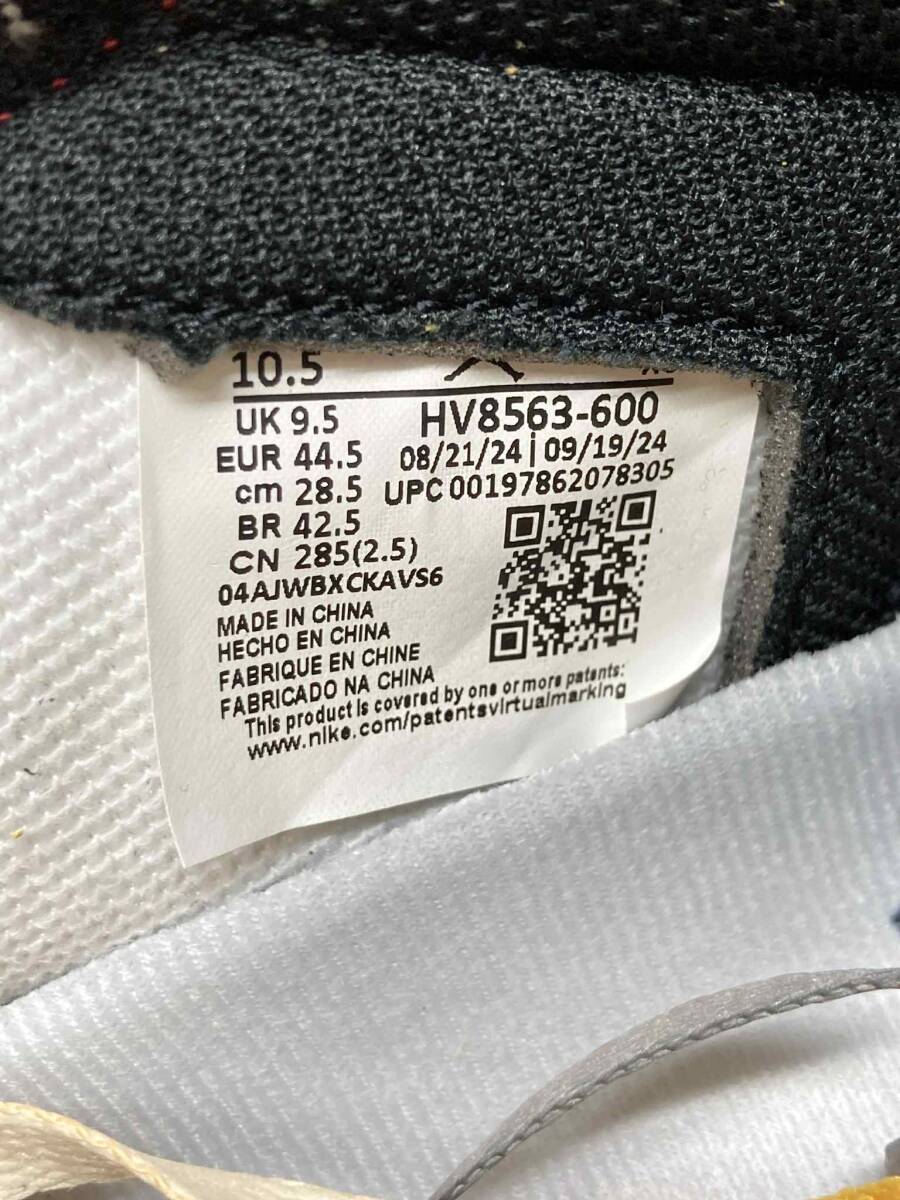 10.5
UK 9.5
EUR 44.5
cm 28.5
BR 42.5
CN 285(2.5)
HV8563-600
08/21/24 | 09/19/24
UPC 00197862078305
04AJWBXCKAVS6
MADE IN CHINA
HECHO EN CHINA
FABRIQUE EN CHINE
FABRICADO NA CHINA
This product is covered by one or more patents:
www.nike.com/patentsvirtualmarking